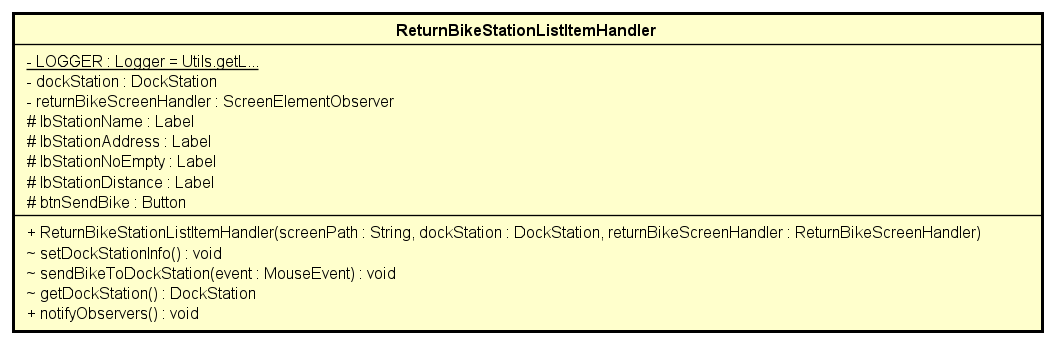 ReturnBikeStationListItemHandler
- LOGGER : Logger = Utils.getL...
- dockStation : DockStation
- returnBikeScreenHandler : ScreenElementObserver
# lbStationName : Label
# lbStationAddress : Label
# lbStationNoEmpty : Label
# lbStationDistance : Label
# btnSendBike : Button
+ ReturnBikeStationListItemHandler(screenPath : String, dockStation : DockStation, returnBikeScreenHandler : ReturnBikeScreenHandler)
~ setDockStationInfo() : void
~ sendBikeToDockStation(event : MouseEvent) : void
~ getDockStation() : DockStation
+ notifyObservers() : void